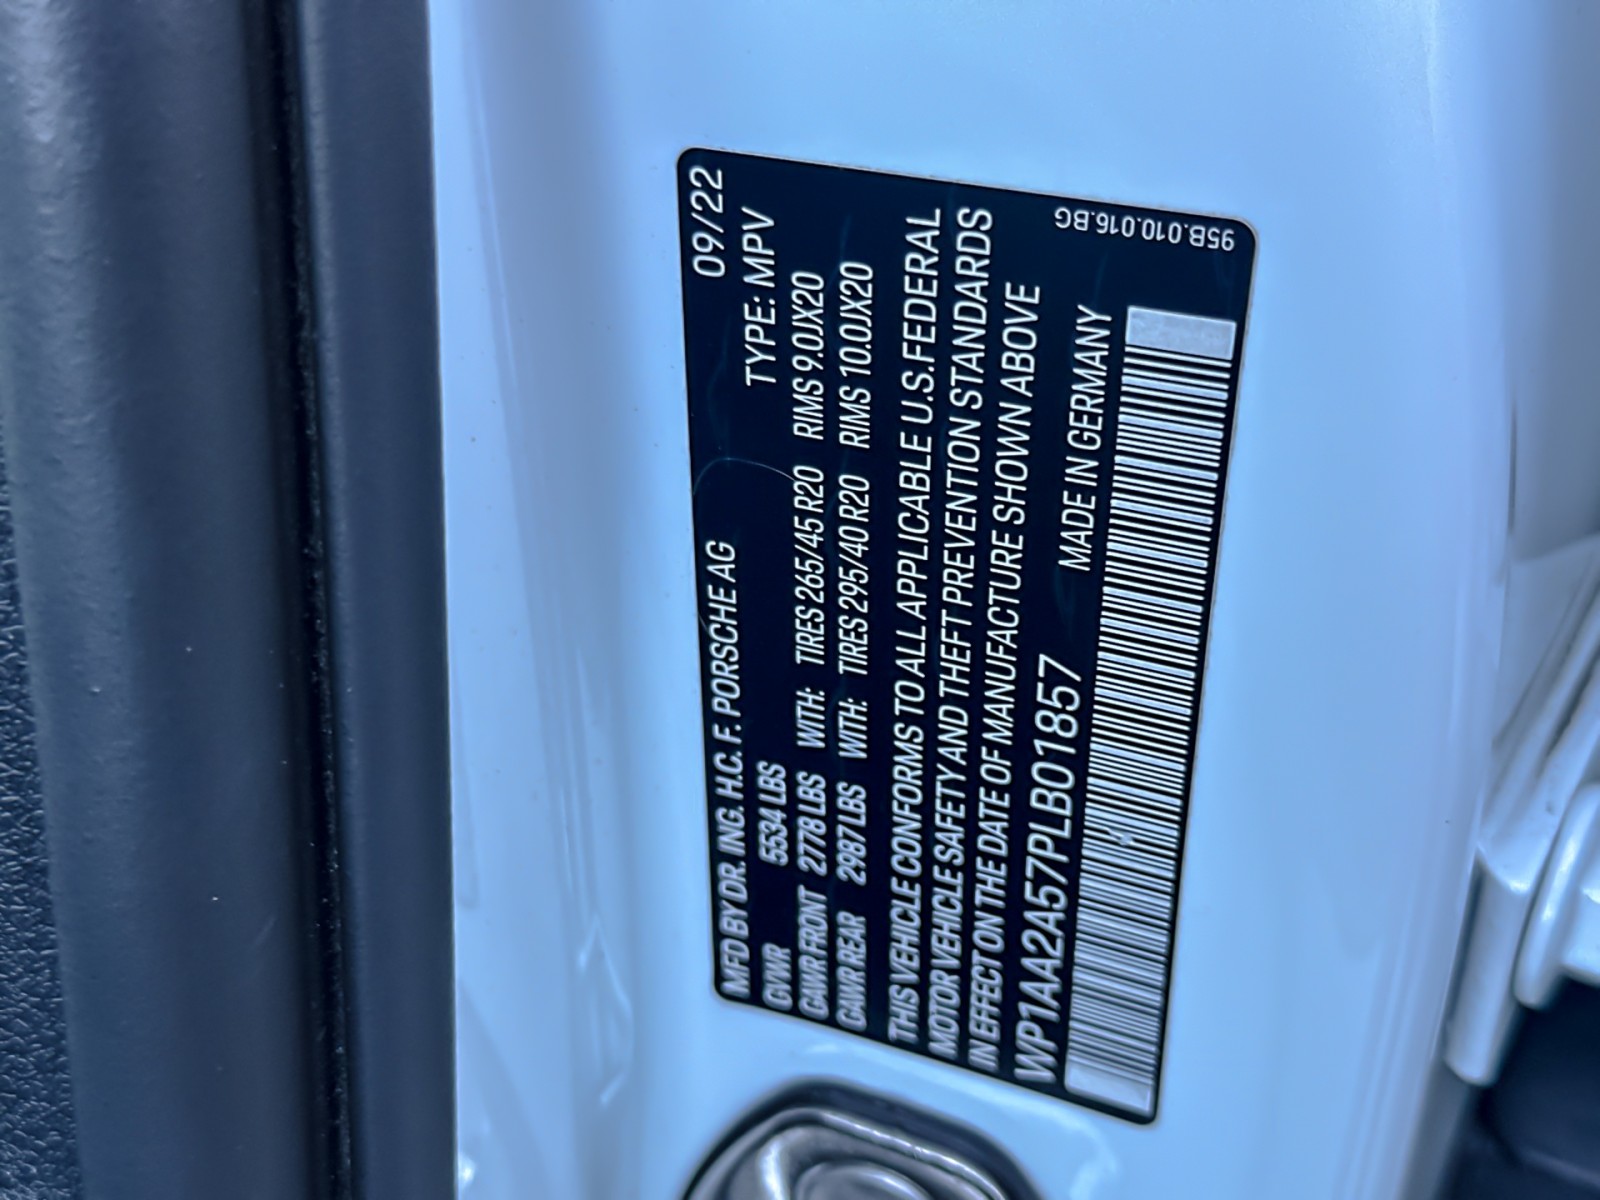 MFD BY DR. ING. H.C. F. PORSCHE AG 09/22
GVWR 5534 LBS TYPE: MPV
GAWR FRONT 2778 LBS WITH: TIRES 265/45 R20 RIMS 9.0JX20
GAWR REAR 2987 LBS WITH: TIRES 295/40 R20 RIMS 10.0JX20
THIS VEHICLE CONFORMS TO ALL APPLICABLE U.S. FEDERAL
MOTOR VEHICLE SAFETY AND THEFT PREVENTION STANDARDS
IN EFFECT ON THE DATE OF MANUFACTURE SHOWN ABOVE
WP1AA2A57PLB01857 MADE IN GERMANY
95B.010.016.BG